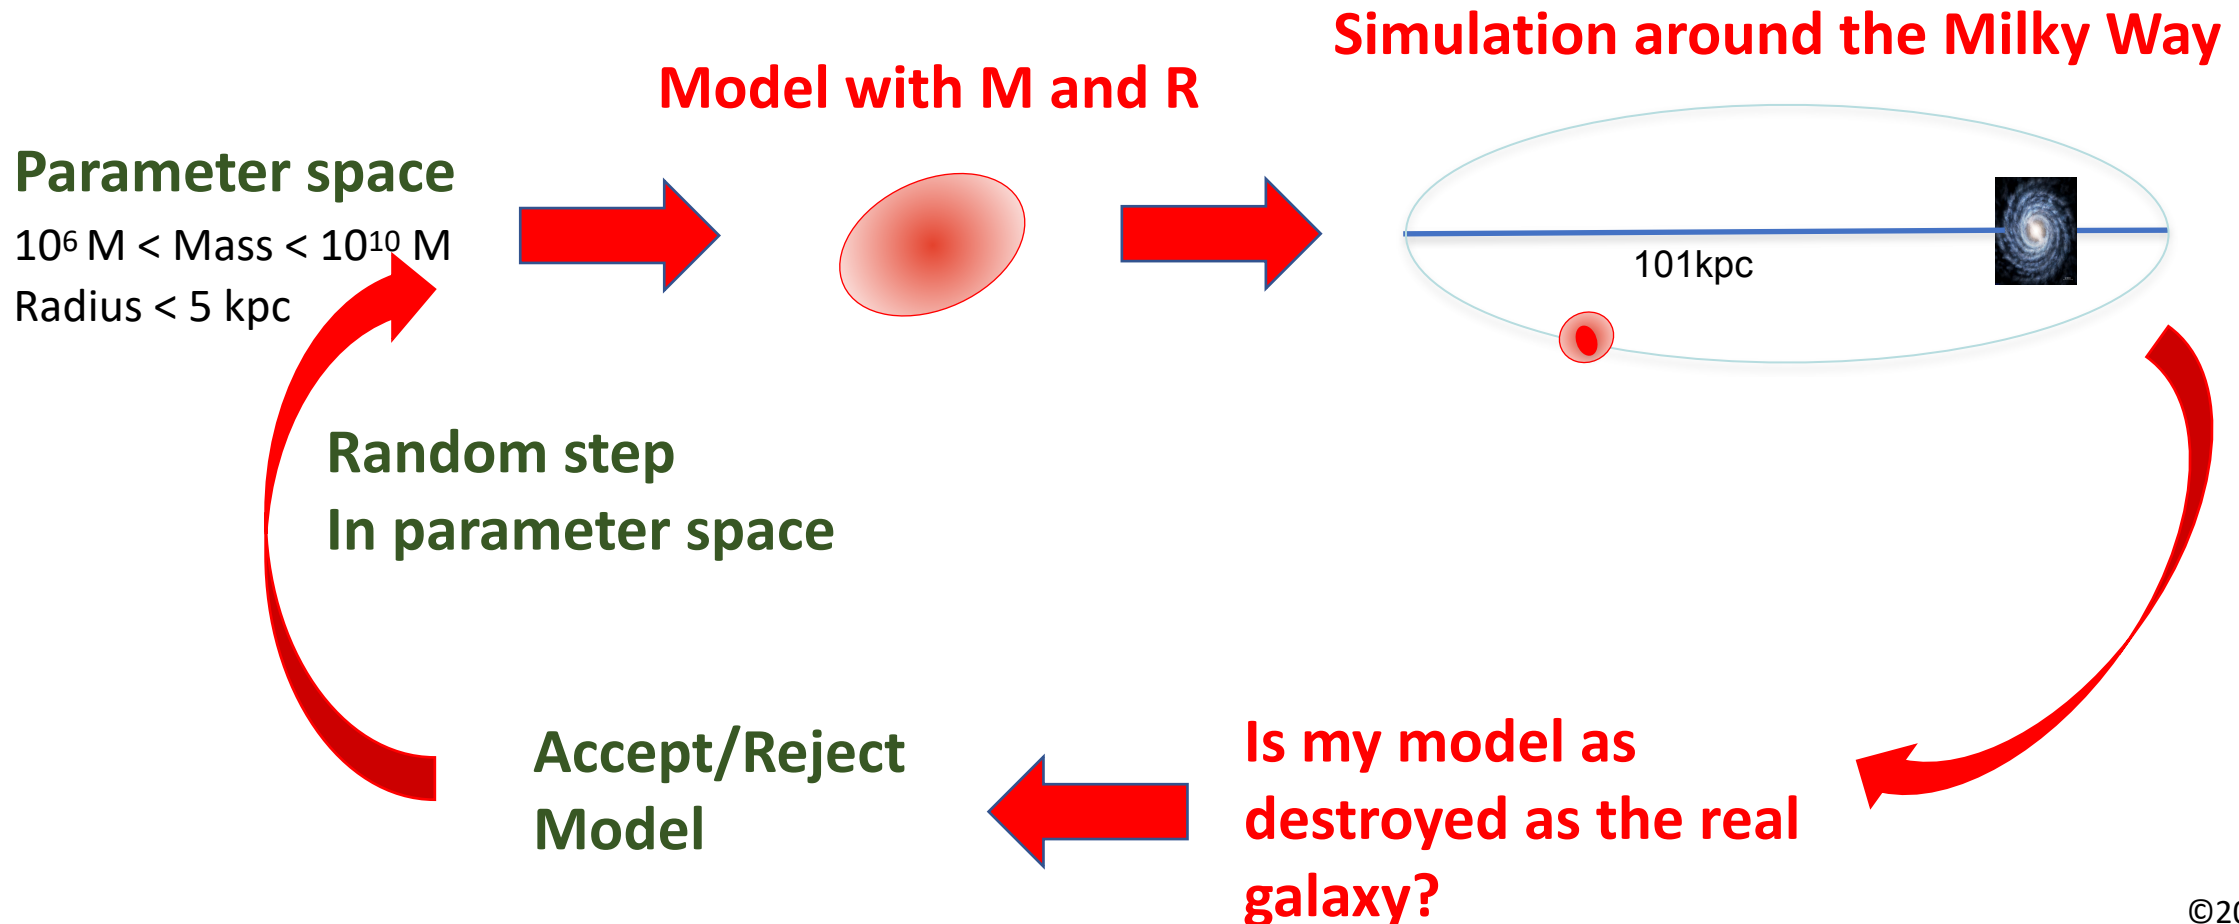 Simulation around the Milky Way
Model with M and R
Parameter space
10⁶ M < Mass < 10¹⁰ M
Radius < 5 kpc
101kpc
Random step
In parameter space
Accept/Reject
Model
Is my model as
destroyed as the real
galaxy?